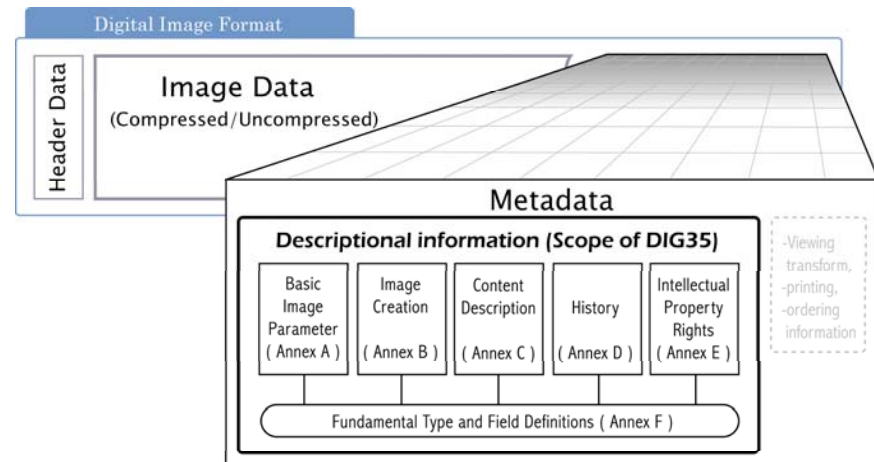 Digital Image Format
Header Data
Image Data
(Compressed/Uncompressed)
Metadata
Descriptional information (Scope of DIG35)
Basic
Image
Parameter
( Annex A )
Image
Creation
( Annex B )
Content
Description
( Annex C )
History
( Annex D )
Intellectual
Property
Rights
( Annex E )
Fundamental Type and Field Definitions ( Annex F )
-Viewing
transform,
-printing,
-ordering
information